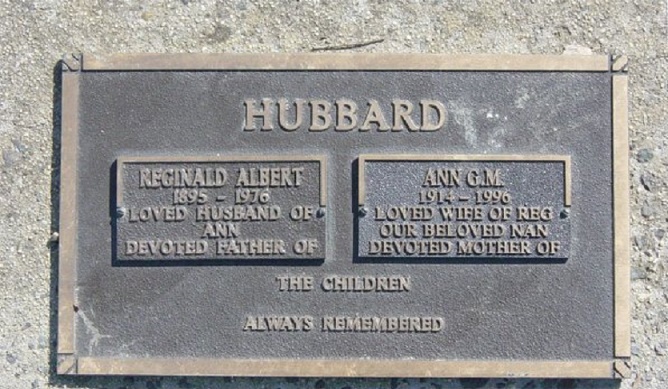 HUBBARD
REGINALD ALBERT
1895 - 1976
LOVED HUSBAND OF
ANN
DEVOTED FATHER OF
ANN G.M.
1914 - 1996
LOVED WIFE OF REG
OUR BELOVED NAN
DEVOTED MOTHER OF
THE CHILDREN
ALWAYS REMEMBERED